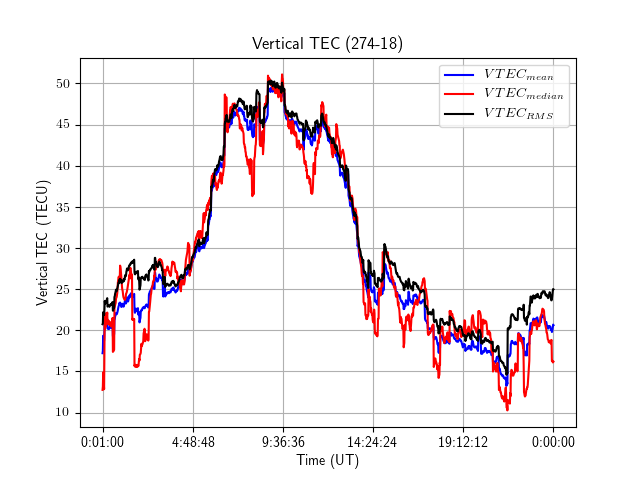 Vertical TEC (274-18)
VTEC_mean
VTEC_median
VTEC_RMS
Vertical TEC (TECU)
50
45
40
35
30
25
20
15
10
0:01:00 4:48:48 9:36:36 14:24:24 19:12:12 0:00:00
Time (UT)